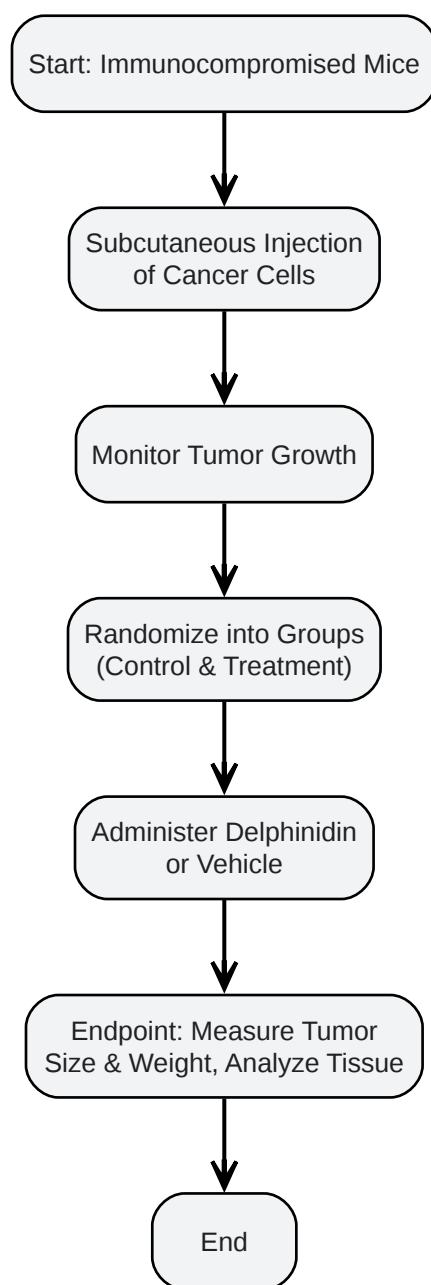 Start: Immunocompromised Mice
Subcutaneous Injection
of Cancer Cells
Monitor Tumor Growth
Randomize into Groups
(Control & Treatment)
Administer Delphinidin
or Vehicle
Endpoint: Measure Tumor
Size & Weight, Analyze Tissue
End